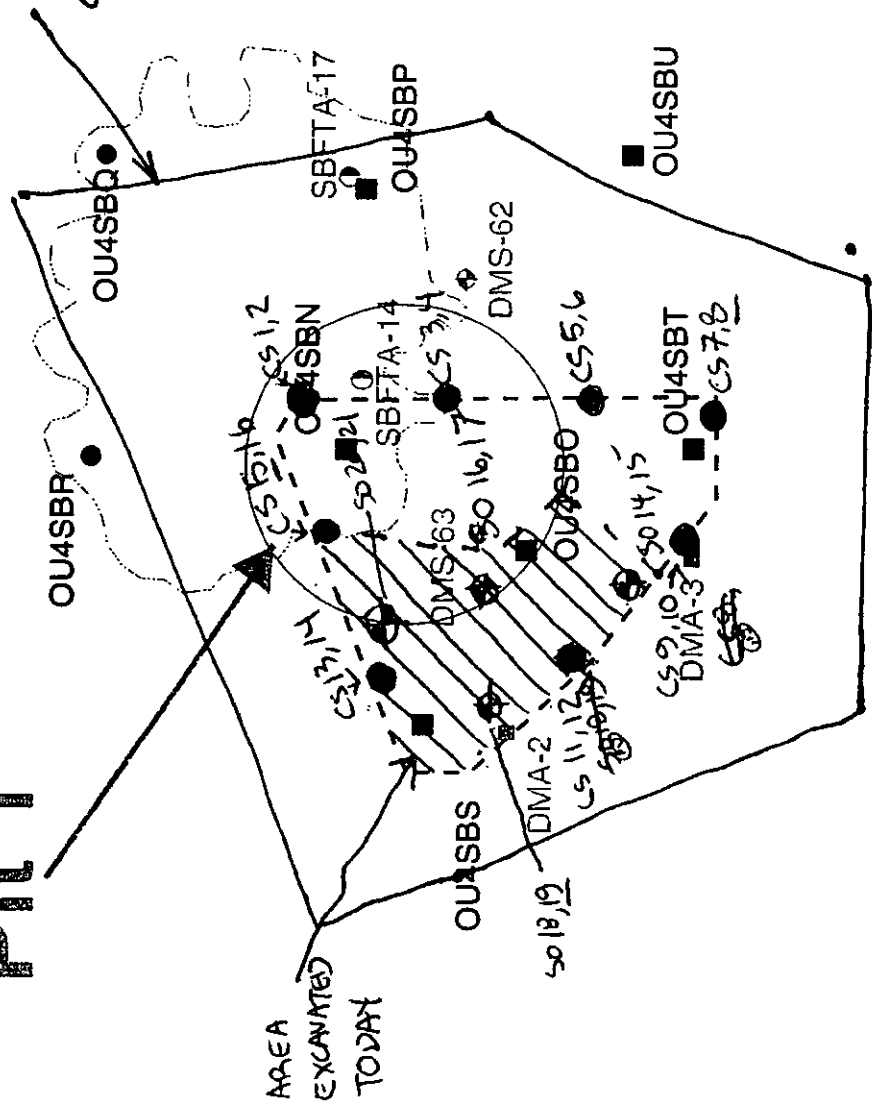 Pit 1
OU4SBR
OU4SBQ
SBFTA-17
OU4SBP
OU4SBU
CS 1,2
OU4SBN
SBFTA-14
CS 3,4
DMS-62
CS 5,6
OU4SBT
CS 7,8
CS 15,16
SO 20,21
DMS-63
SO 16,17
OU4SBO
SO 14,15
CS 9,10
DMA-3
CS 13,14
CS 11,12
DMA-2
OU4SBS
SO 18,19
AREA
EXCAVATED
TODAY